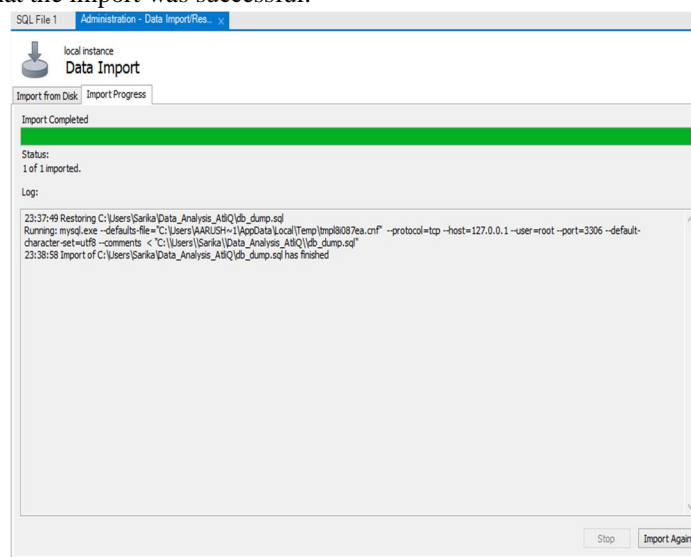 hat the import was successful.
SQL File 1 Administration - Data Import/Res... ×
local instance
Data Import
Import from Disk Import Progress
Import Completed
Status:
1 of 1 imported.
Log:
23:37:49 Restoring C:\Users\Sarika\Data_Analysis_AtliQ\db_dump.sql
Running: mysql.exe --defaults-file="C:\Users\AARUSH~1\AppData\Local\Temp\tmpl8i087ea.cnf" --protocol=tcp --host=127.0.0.1 --user=root --port=3306 --default-
character-set=utf8 --comments < "C:\\Users\\Sarika\\Data_Analysis_AtliQ\\db_dump.sql"
23:38:58 Import of C:\Users\Sarika\Data_Analysis_AtliQ\db_dump.sql has finished
Stop Import Again